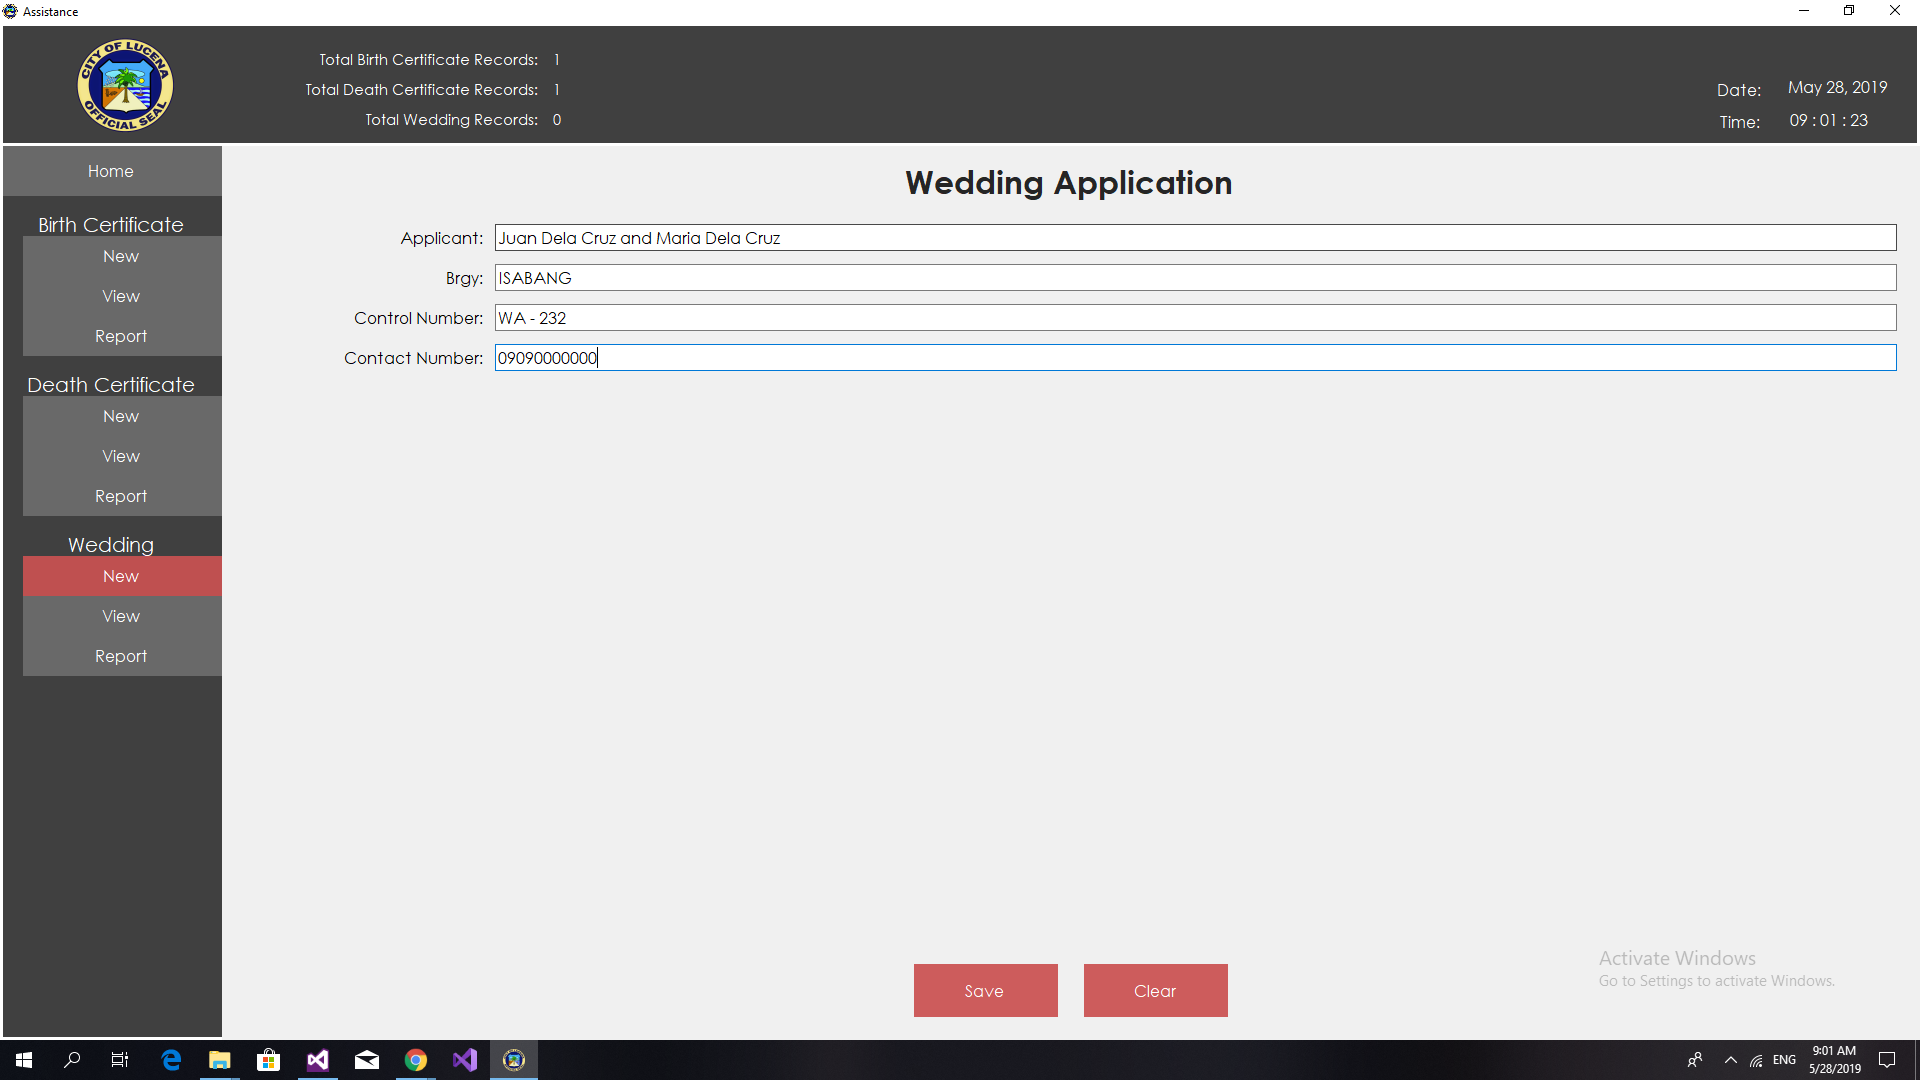 Assistance
CITY OF LUCENA
OFFICIAL SEAL
Total Birth Certificate Records: 1
Total Death Certificate Records: 1
Total Wedding Records: 0
Date: May 28, 2019
Time: 09 : 01 : 23
Home
Birth Certificate
New
View
Report
Death Certificate
New
View
Report
Wedding
New
View
Report
Wedding Application
Applicant: Juan Dela Cruz and Maria Dela Cruz
Brgy: ISABANG
Control Number: WA - 232
Contact Number: 09090000000
Save
Clear
Activate Windows
Go to Settings to activate Windows.
ENG
9:01 AM
5/28/2019